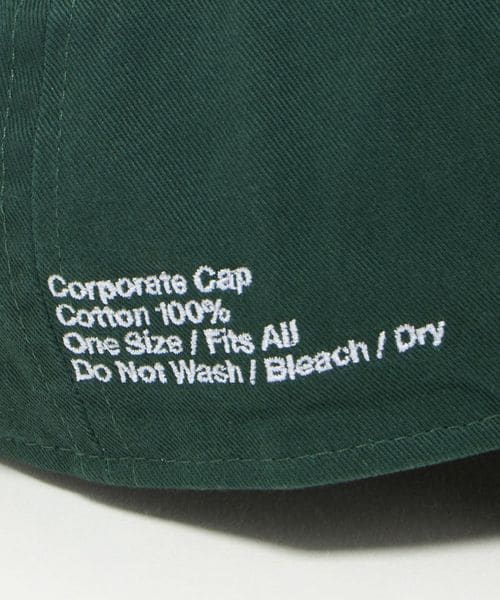 Corporate Cap
Cotton 100%
One Size / Fits All
Do Not Wash / Bleach / Dry